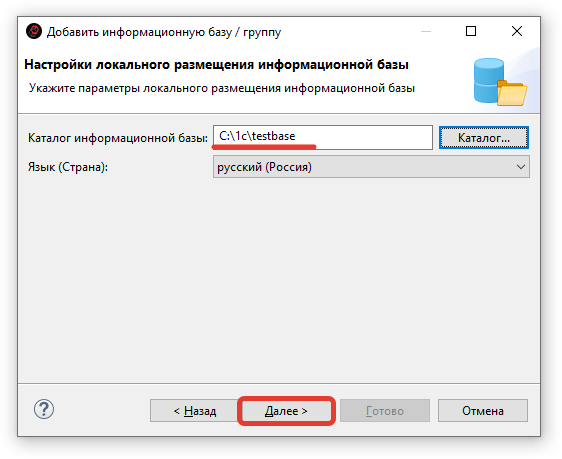 Добавить информационную базу / группу
Настройки локального размещения информационной базы
Укажите параметры локального размещения информационной базы
Каталог информационной базы: C:\1c\testbase Каталог...
Язык (Страна): русский (Россия)
? < Назад Далее > Готово Отмена